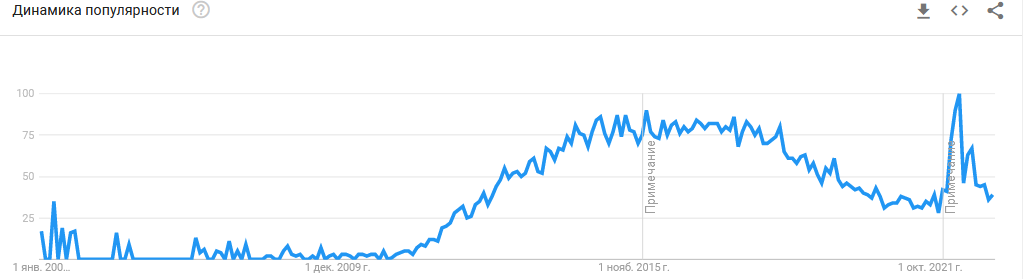 Динамика популярности
100
75
50
25
Примечание
Примечание
1 янв. 200…
1 дек. 2009 г.
1 нояб. 2015 г.
1 окт. 2021 г.